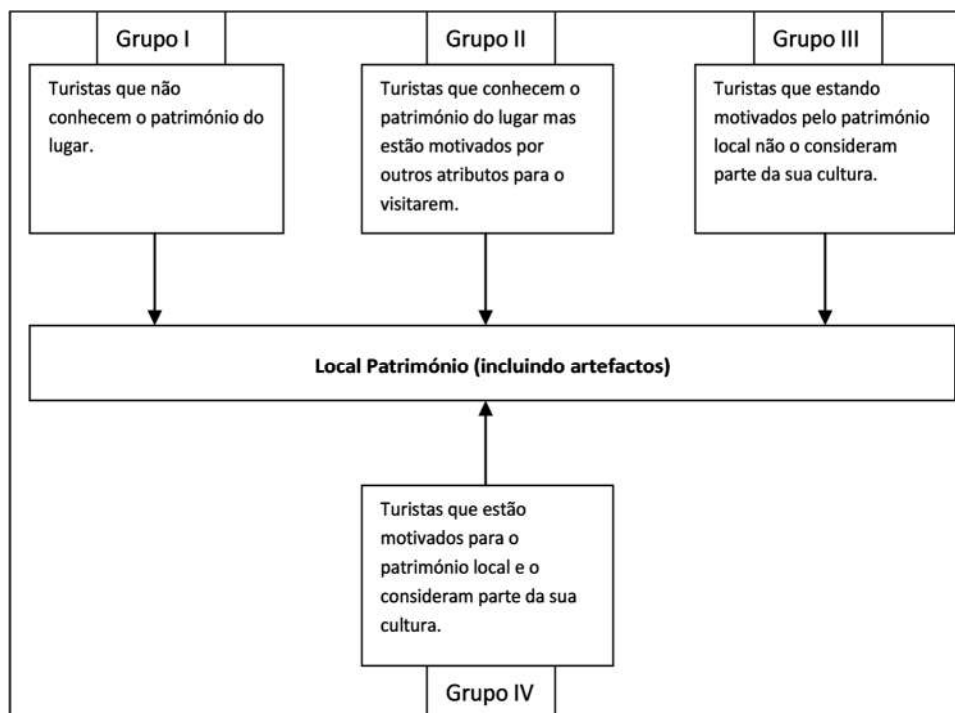 Grupo I
Turistas que não
conhecem o património do
lugar.
Grupo II
Turistas que conhecem o
património do lugar mas
estão motivados por
outros atributos para o
visitarem.
Grupo III
Turistas que estando
motivados pelo património
local não o consideram
parte da sua cultura.
Local Património (incluindo artefactos)
Turistas que estão
motivados para o
património local e o
consideram parte da sua
cultura.
Grupo IV